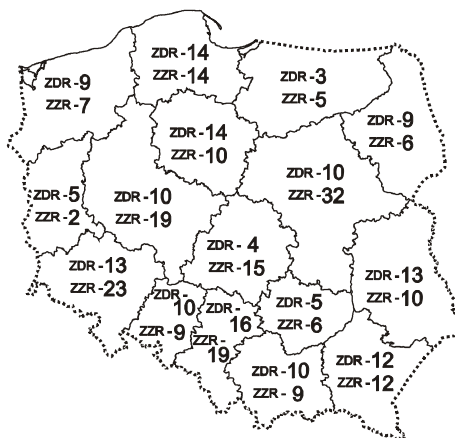 ZDR-14
ZZR-14
ZDR-9
ZZR-7
ZDR-3
ZZR-5
ZDR-9
ZZR-6
ZDR-14
ZZR-10
ZDR-10
ZZR-32
ZDR-5
ZZR-2
ZDR-10
ZZR-19
ZDR- 4
ZZR -15
ZDR-13
ZZR-23
ZDR-13
ZZR-10
ZDR-
10
ZZR -9
ZDR-
16
ZZR-
19
ZDR-5
ZZR -6
ZDR-10
ZZR - 9
ZDR-12
ZZR-12